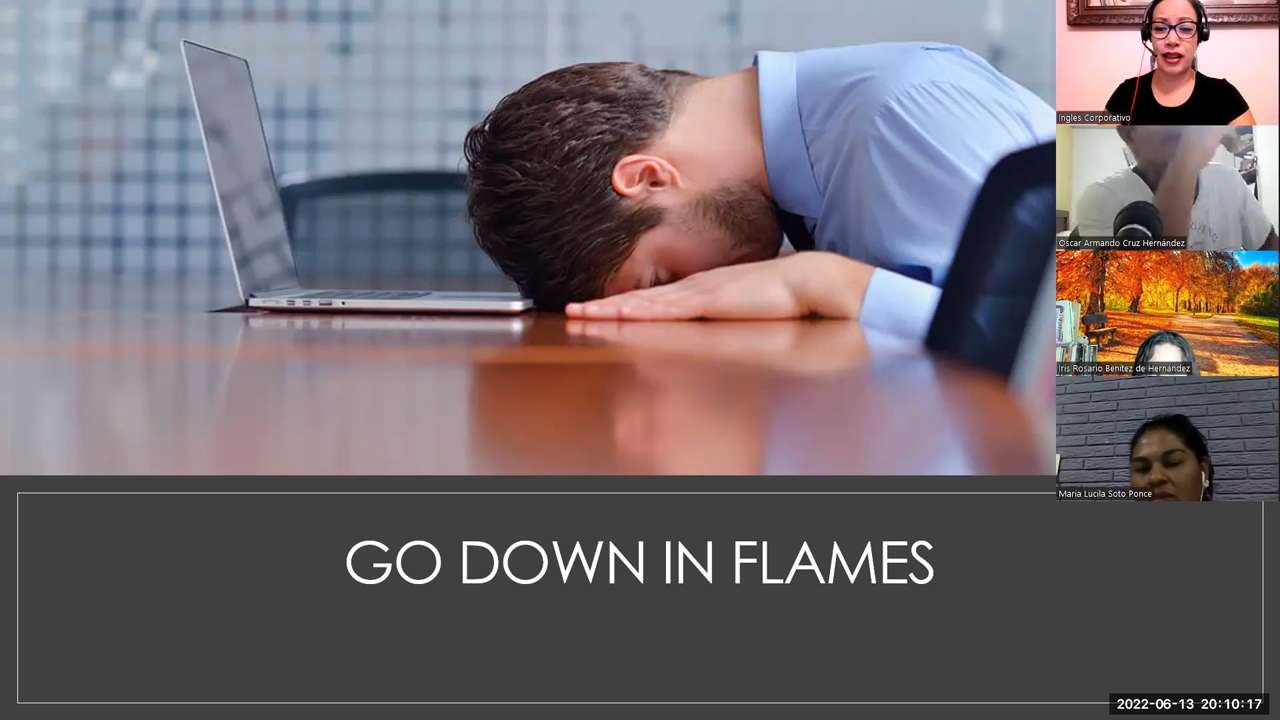 Ingles Corporativo
Oscar Armando Cruz Hernández
Iris Rosario Benítez de Hernández
Maria Lucila Soto Ponce
GO DOWN IN FLAMES
2022-06-13 20:10:17